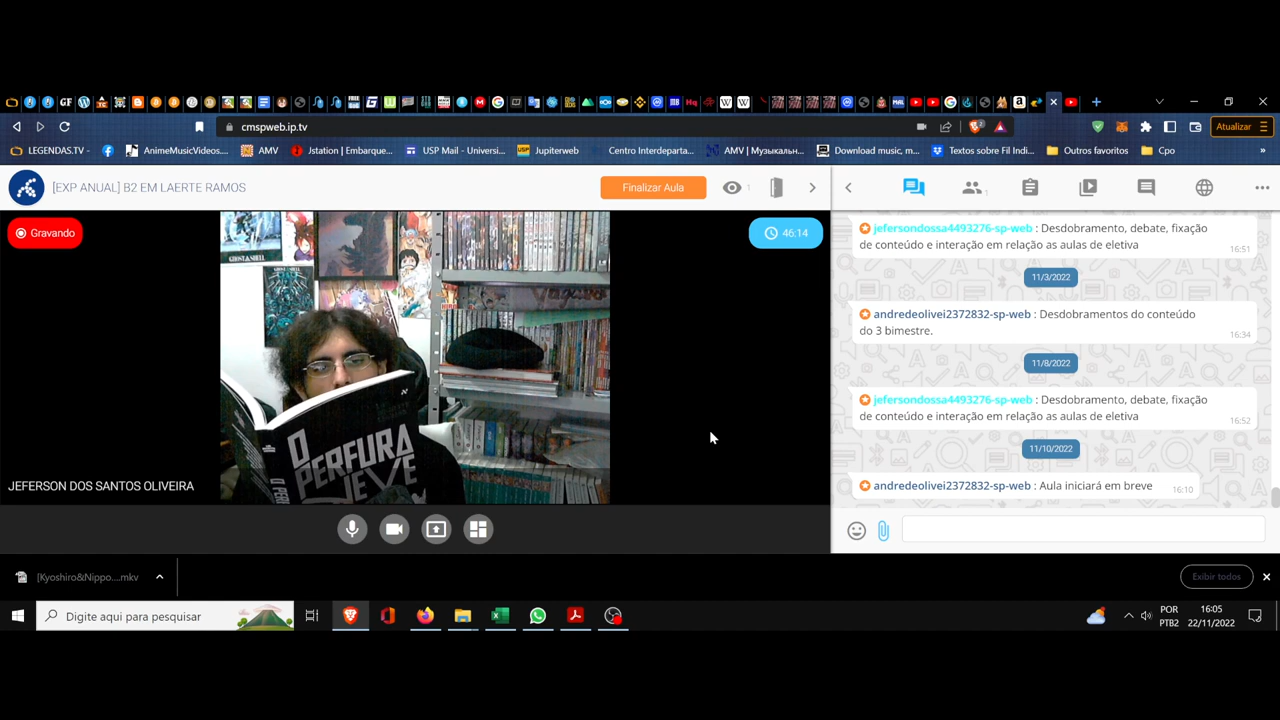 cmspweb.ip.tv
Atualizar
LEGENDAS.TV -
AnimeMusicVideos....
AMV
Jstation | Embarque...
USP Mail - Universi...
Jupiterweb
Centro Interdeparta...
AMV | Музыкальн...
Download music, m...
Textos sobre Fil Indi...
Outros favoritos
Cpo
»
[EXP ANUAL] B2 EM LAERTE RAMOS
Finalizar Aula
1
1
Gravando
46:14
O
PERFURA
NEVE
JEFERSON DOS SANTOS OLIVEIRA
jefersondossa4493276-sp-web : Desdobramento, debate, fixação
de conteúdo e interação em relação as aulas de eletiva
16:51
11/3/2022
andredeolivei2372832-sp-web : Desdobramentos do conteúdo
do 3 bimestre.
16:34
11/8/2022
jefersondossa4493276-sp-web : Desdobramento, debate, fixação
de conteúdo e interação em relação as aulas de eletiva
16:52
11/10/2022
andredeolivei2372832-sp-web : Aula iniciará em breve
16:10
[Kyoshiro&Nippo....mkv
Exibir todos
Digite aqui para pesquisar
POR
PTB2
16:05
22/11/2022